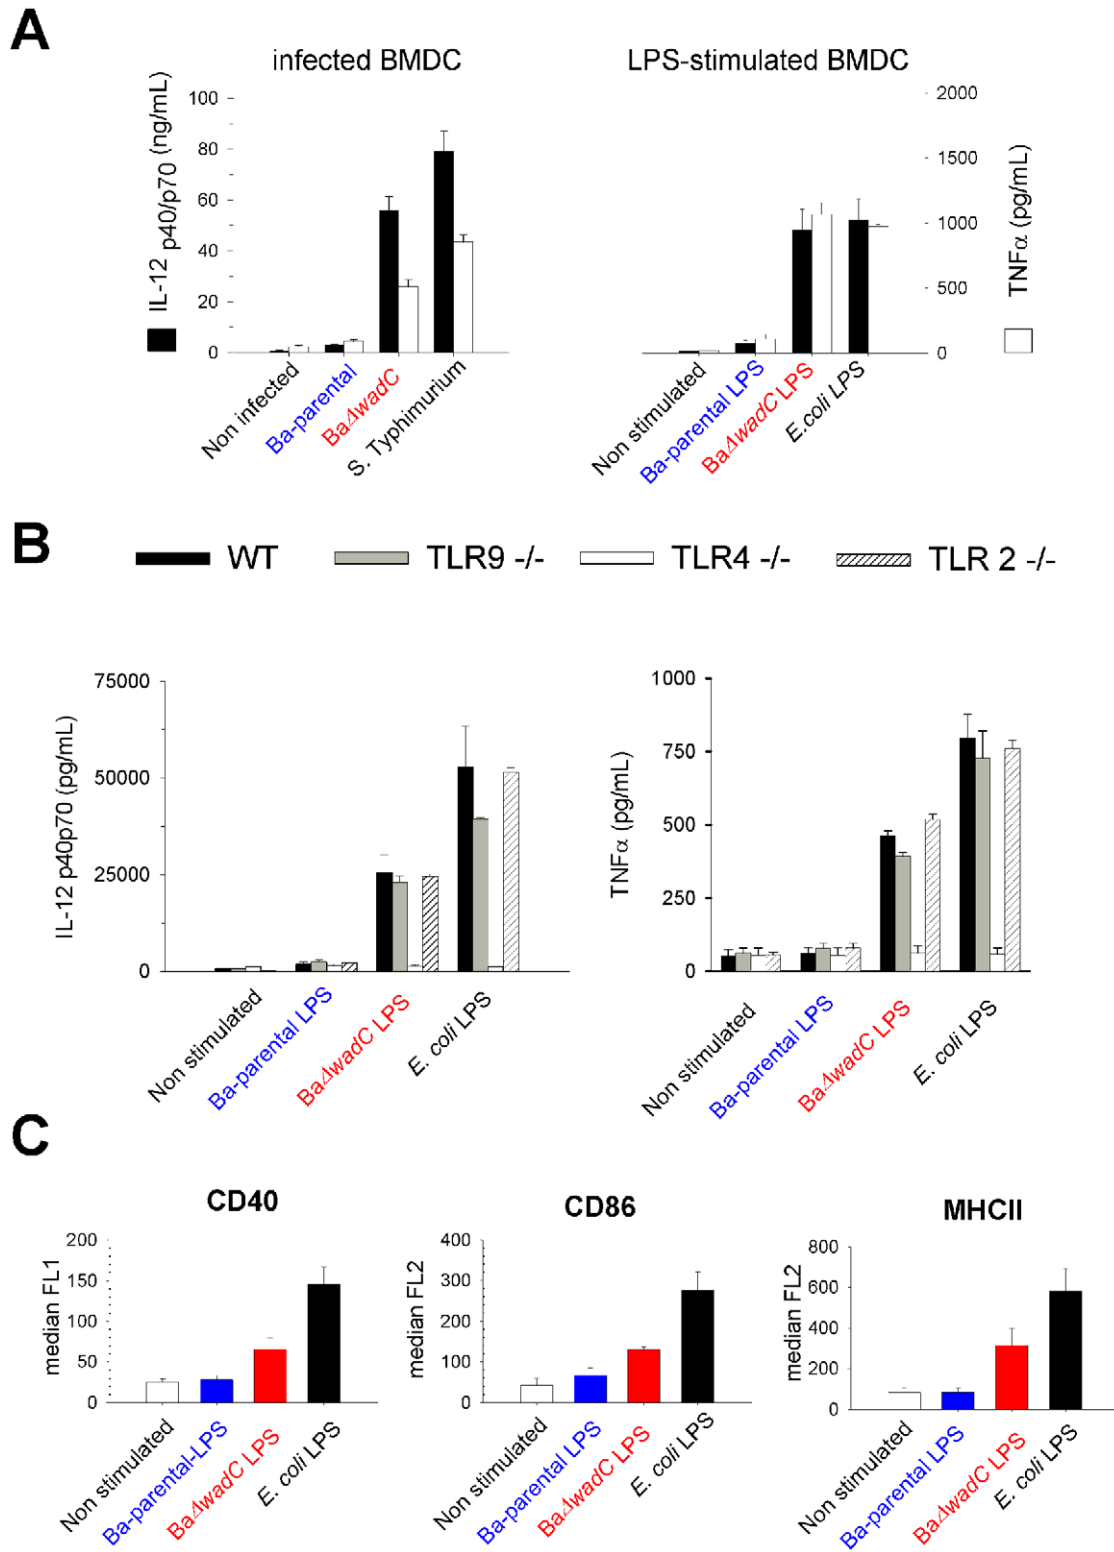 A
infected BMDC
LPS-stimulated BMDC
IL-12 p40/p70 (ng/mL)
100
80
60
40
20
0
2000
1500
1000
500
0
TNFα (pg/mL)
Non infected
Ba-parental
BaΔwadC
S. Typhimurium
Non stimulated
Ba-parental LPS
BaΔwadC LPS
E.coli LPS
B
WT
TLR9 -/-
TLR4 -/-
TLR 2 -/-
IL-12 p40p70 (pg/mL)
75000
50000
25000
0
Non stimulated
Ba-parental LPS
BaΔwadC LPS
E. coli LPS
TNFα (pg/mL)
1000
750
500
250
0
Non stimulated
Ba-parental LPS
BaΔwadC LPS
E. coli LPS
C
CD40
median FL1
200
150
100
50
0
Non stimulated
Ba-parental-LPS
BaΔwadC LPS
E. coli LPS
CD86
median FL2
400
300
200
100
0
Non stimulated
Ba-parental LPS
BaΔwadC LPS
E. coli LPS
MHCII
median FL2
800
600
400
200
0
Non stimulated
Ba-parental LPS
BaΔwadC LPS
E. coli LPS